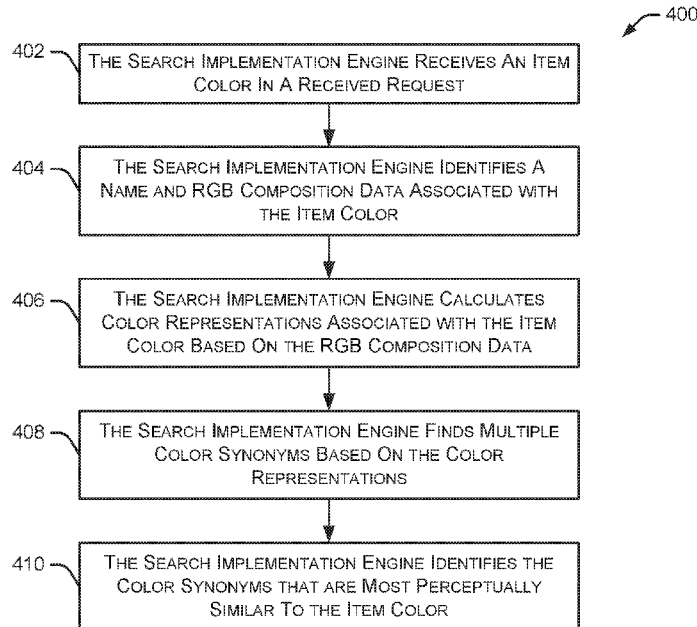 400
402
THE SEARCH IMPLEMENTATION ENGINE RECEIVES AN ITEM
COLOR IN A RECEIVED REQUEST
404
THE SEARCH IMPLEMENTATION ENGINE IDENTIFIES A
NAME AND RGB COMPOSITION DATA ASSOCIATED WITH
THE ITEM COLOR
406
THE SEARCH IMPLEMENTATION ENGINE CALCULATES
COLOR REPRESENTATIONS ASSOCIATED WITH THE ITEM
COLOR BASED ON THE RGB COMPOSITION DATA
408
THE SEARCH IMPLEMENTATION ENGINE FINDS MULTIPLE
COLOR SYNONYMS BASED ON THE COLOR
REPRESENTATIONS
410
THE SEARCH IMPLEMENTATION ENGINE IDENTIFIES THE
COLOR SYNONYMS THAT ARE MOST PERCEPTUALLY
SIMILAR TO THE ITEM COLOR